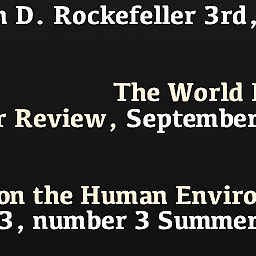 D. Rockefeller 3rd,
The World
Review, September
on the Human Enviro
3, number 3 Summer